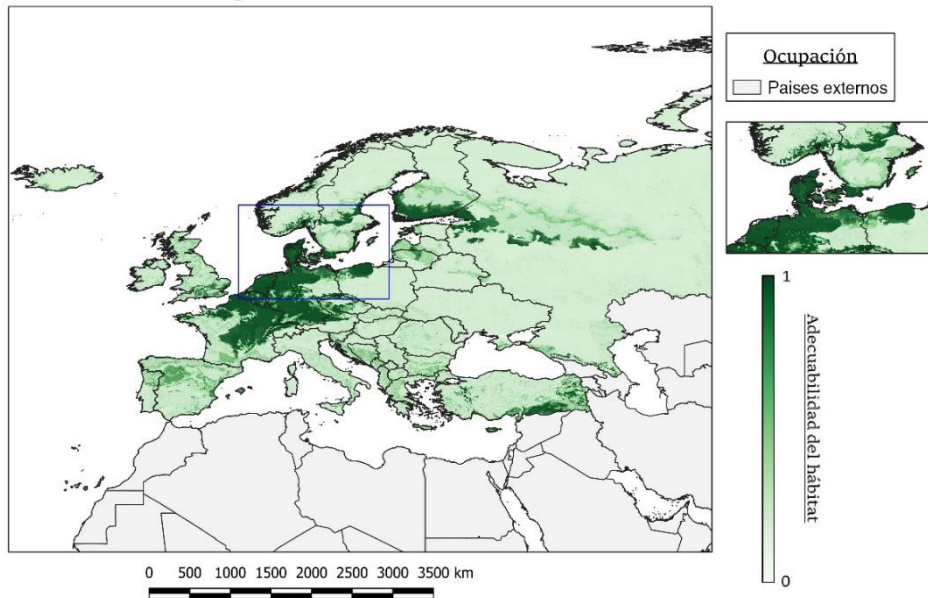 Ocupación
Paises externos
1
Adecuabilidad del hábitat
0
0 500 1000 1500 2000 2500 3000 3500 km